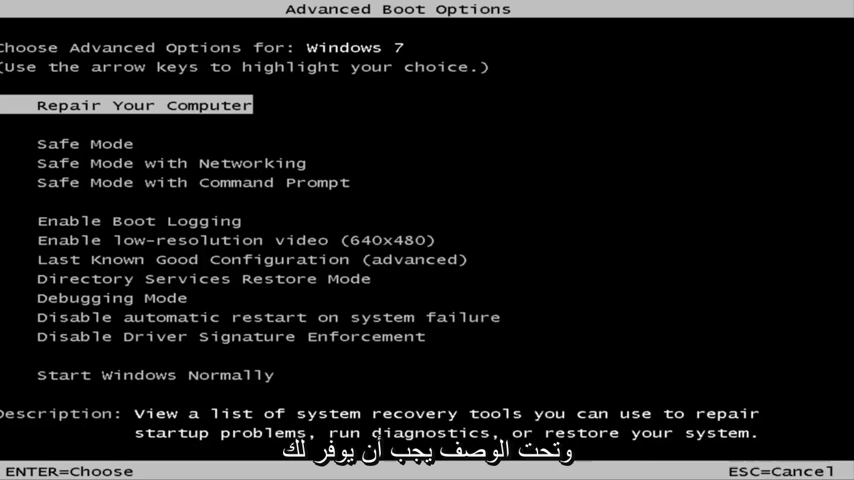 Advanced Boot Options
Choose Advanced Options for: Windows 7
(Use the arrow keys to highlight your choice.)
Repair Your Computer
Safe Mode
Safe Mode with Networking
Safe Mode with Command Prompt
Enable Boot Logging
Enable low-resolution video (640x480)
Last Known Good Configuration (advanced)
Directory Services Restore Mode
Debugging Mode
Disable automatic restart on system failure
Disable Driver Signature Enforcement
Start Windows Normally
Description: View a list of system recovery tools you can use to repair
startup problems, run diagnostics, or restore your system.
وتحت الوصف يجب أن يوفر لك
ENTER=Choose ESC=Cancel